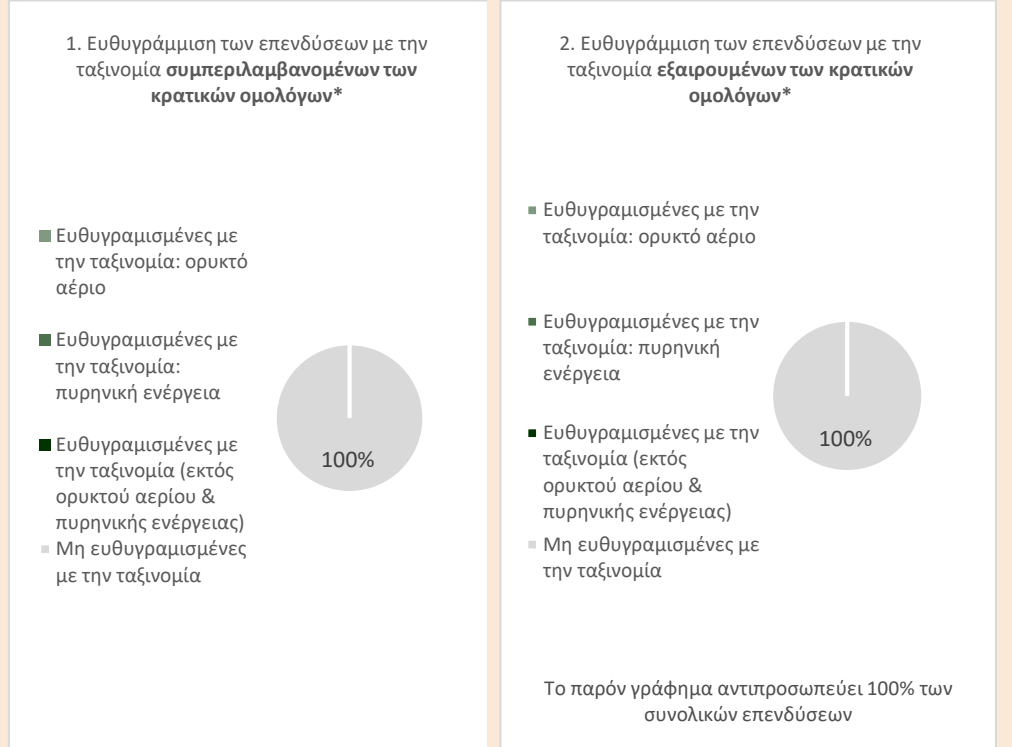 1. Ευθυγράμμιση των επενδύσεων με την
ταξινομία συμπεριλαμβανομένων των
κρατικών ομολόγων*
Ευθυγραμισμένες με
την ταξινομία: ορυκτό
αέριο
Ευθυγραμισμένες με
την ταξινομία:
πυρηνική ενέργεια
Ευθυγραμισμένες με
την ταξινομία (εκτός
ορυκτού αερίου &
πυρηνικής ενέργειας)
Μη ευθυγραμισμένες
με την ταξινομία
100%
2. Ευθυγράμμιση των επενδύσεων με την
ταξινομία εξαιρουμένων των κρατικών
ομολόγων*
Ευθυγραμισμένες με την
ταξινομία: ορυκτό αέριο
Ευθυγραμισμένες με την
ταξινομία: πυρηνική
ενέργεια
Ευθυγραμισμένες με την
ταξινομία (εκτός
ορυκτού αερίου &
πυρηνικής ενέργειας)
Μη ευθυγραμισμένες με
την ταξινομία
100%
Το παρόν γράφημα αντιπροσωπεύει 100% των
συνολικών επενδύσεων